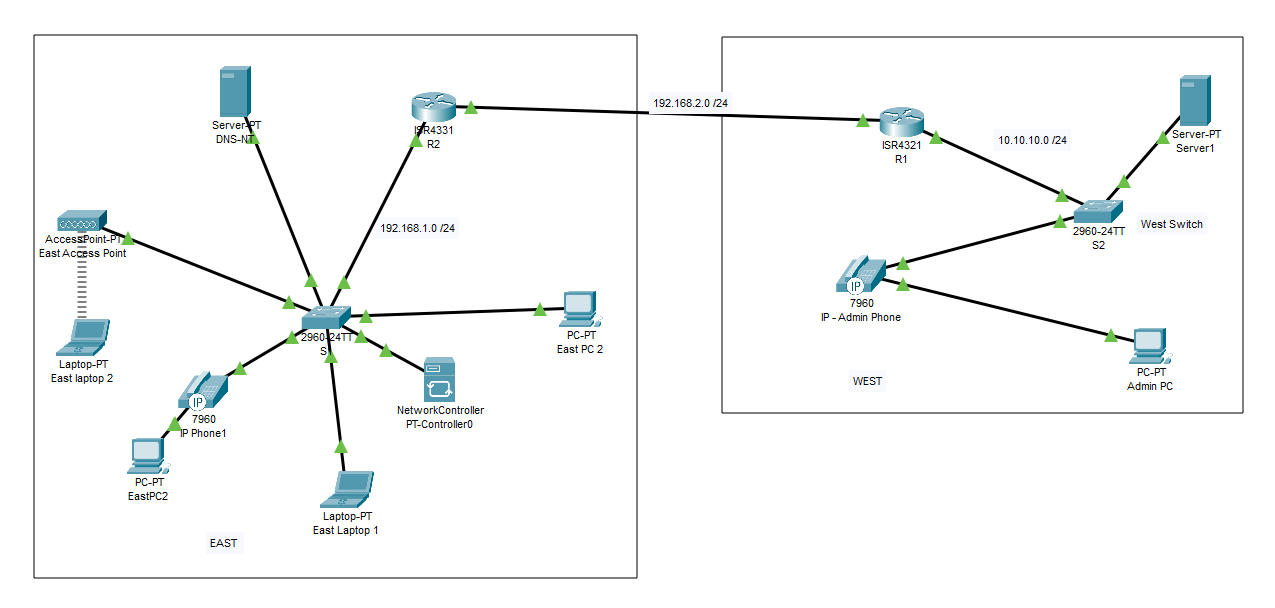 Server-PT
DNS-NT
ISR4331
R2
192.168.2.0 /24
ISR4321
R1
10.10.10.0 /24
Server-PT
Server1
AccessPoint-PT
East Access Point
192.168.1.0 /24
2960-24TT
S2
West Switch
7960
IP - Admin Phone
IP
PC-PT
Admin PC
WEST
2960-24TT
S
PC-PT
East PC 2
Laptop-PT
East laptop 2
IP
7960
IP Phone1
NetworkController
PT-Controller0
PC-PT
EastPC2
Laptop-PT
East Laptop 1
EAST